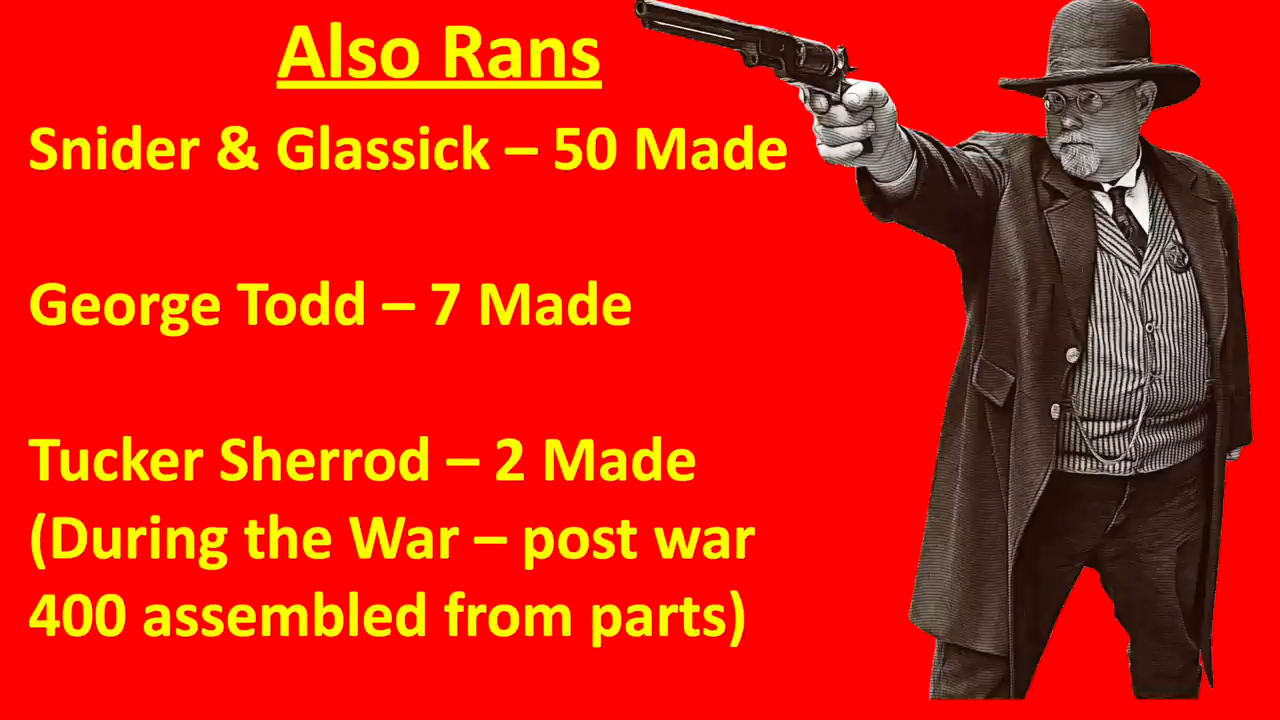 Also Rans
Snider & Glassick – 50 Made
George Todd – 7 Made
Tucker Sherrod – 2 Made
(During the War – post war
400 assembled from parts)